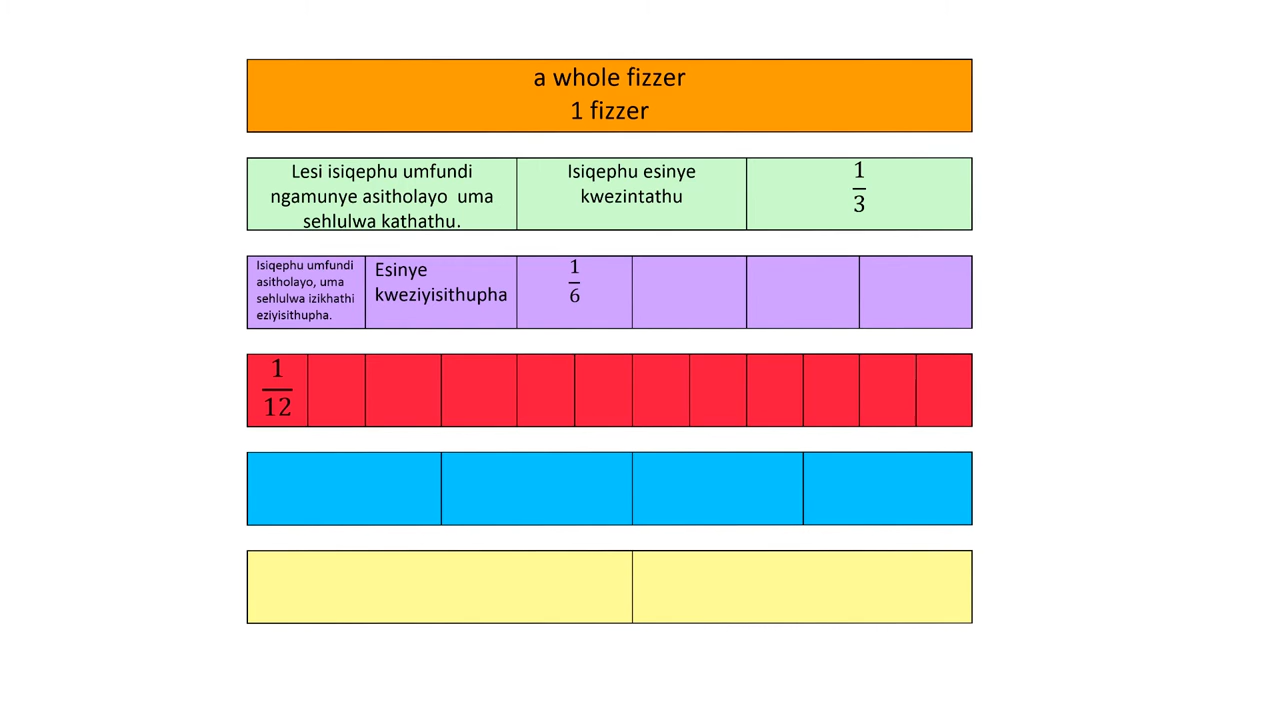 a whole fizzer
1 fizzer
Lesi isiqephu umfundi
ngamunye asitholayo uma
sehlulwa kathathu.
Isiqephu esinye
kwezintathu
1
3
Isiqephu umfundi
asitholayo, uma
sehlulwa izikhathi
eziyisithupha.
Esinye
kweziyisithupha
1
6
1
12